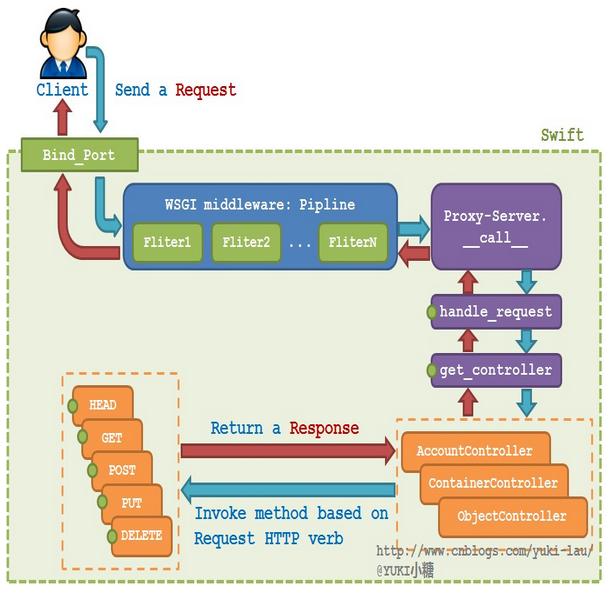 Client
Send a Request
Swift
Bind_Port
WSGI middleware: Pipline
Fliter1
Fliter2
...
FliterN
Proxy-Server.
__call__
handle_request
get_controller
HEAD
GET
POST
PUT
DELETE
Return a Response
Invoke method based on
Request HTTP verb
AccountController
ContainerController
ObjectController
http://www.cnblogs.com/yuki-lau/
@YUKI小糖